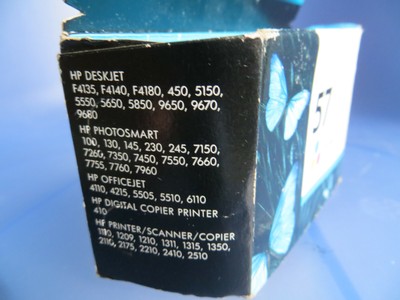 HP DESKJET
F4135, F4140, F4180, 450, 5150,
5550, 5650, 5850, 9650, 9670,
9680
HP PHOTOSMART
100, 130, 145, 230, 245, 7150,
7260, 7350, 7450, 7550, 7660,
7755, 7760, 7960
HP OFFICEJET
4110, 4215, 5505, 5510, 6110
HP DIGITAL COPIER PRINTER
410
HP PRINTER/SCANNER/COPIER
1110, 1209, 1210, 1311, 1315, 1350,
2110, 2175, 2210, 2410, 2510
57